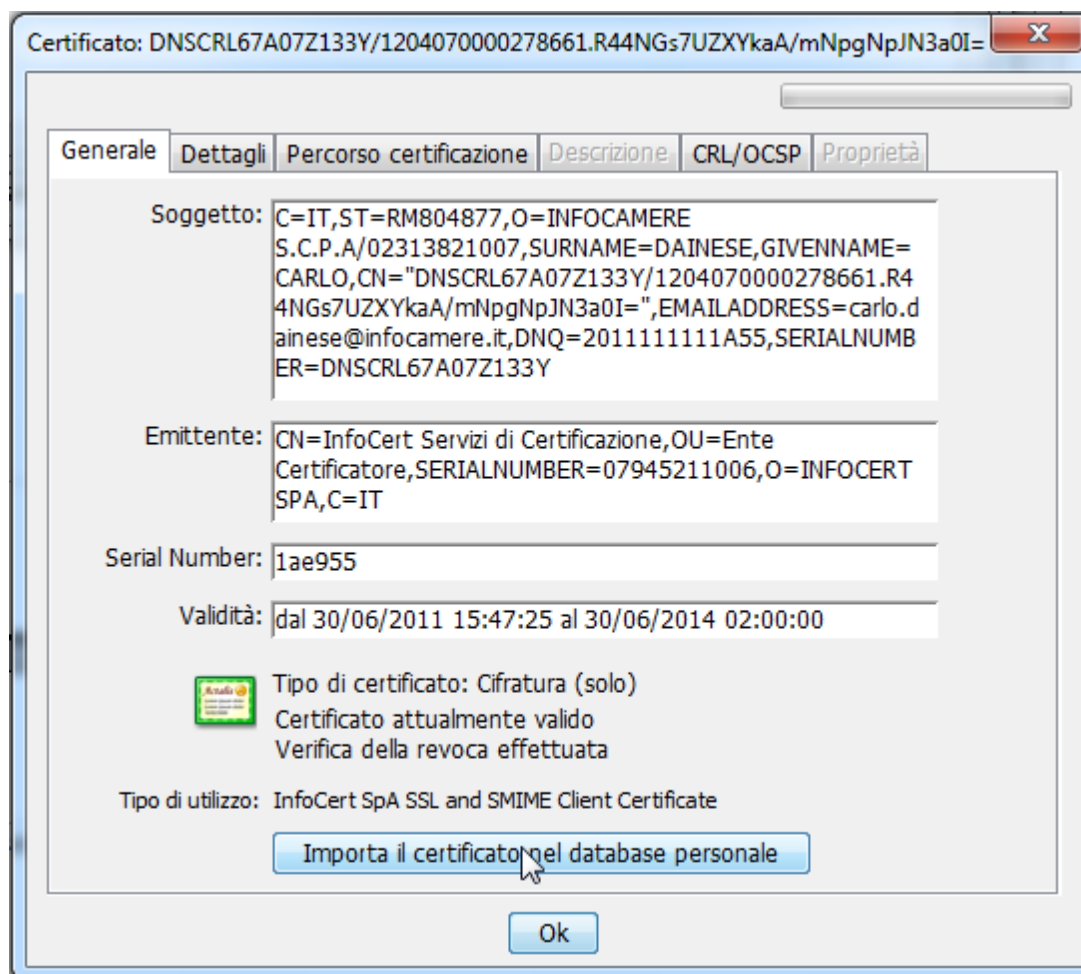 Certificato: DNSCRL67A07Z133Y/1204070000278661.R44NGs7UZXYkaA/mNpgNpJN3a0I=
Generale Dettagli Percorso certificazione Descrizione CRL/OCSP Proprietà
Soggetto: C=IT,ST=RM804877,O=INFOCAMERE
S.C.P.A/02313821007,SURNAME=DAINESE,GIVENNAME=
CARLO,CN="DNSCRL67A07Z133Y/1204070000278661.R4
4NGs7UZXYkaA/mNpgNpJN3a0I=",EMAILADDRESS=carlo.d
ainese@infocamere.it,DNQ=2011111111A55,SERIALNUMB
ER=DNSCRL67A07Z133Y
Emittente: CN=InfoCert Servizi di Certificazione,OU=Ente
Certificatore,SERIALNUMBER=07945211006,O=INFOCERT
SPA,C=IT
Serial Number: 1ae955
Validità: dal 30/06/2011 15:47:25 al 30/06/2014 02:00:00
Tipo di certificato: Cifratura (solo)
Certificato attualmente valido
Verifica della revoca effettuata
Tipo di utilizzo: InfoCert SpA SSL and SMIME Client Certificate
Importa il certificato nel database personale
Ok